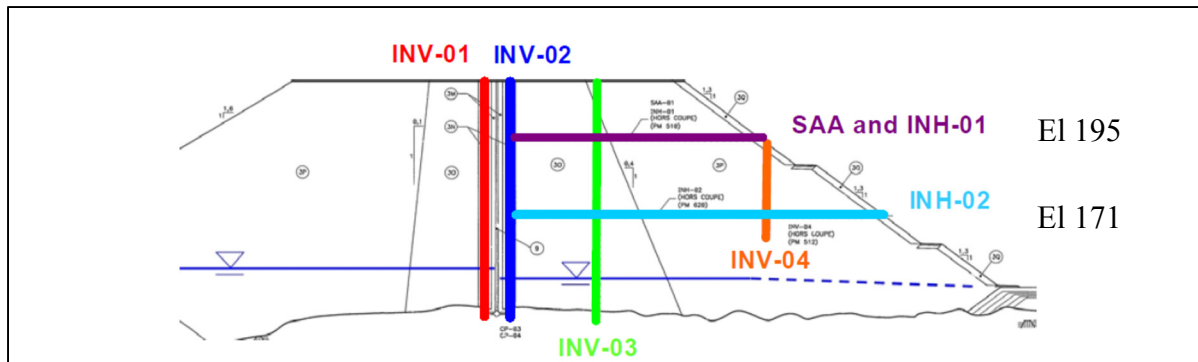 INV-01 INV-02
1,6
1
3M
3N
0,1
1
3P
3O
3O
3P
SAA-01
INH-01
(HORS COUPE)
(PM 510)
0,4
1
INH-02
(HORS COUPE)
(PM 626)
1,3
1
3Q
SAA and INH-01 El 195
1,3
1
3Q
INH-02 El 171
INV-04
(HORS COUPE)
(PM 512)
INV-04
9
1,3
1
3Q
CP-03
CP-04
INV-03